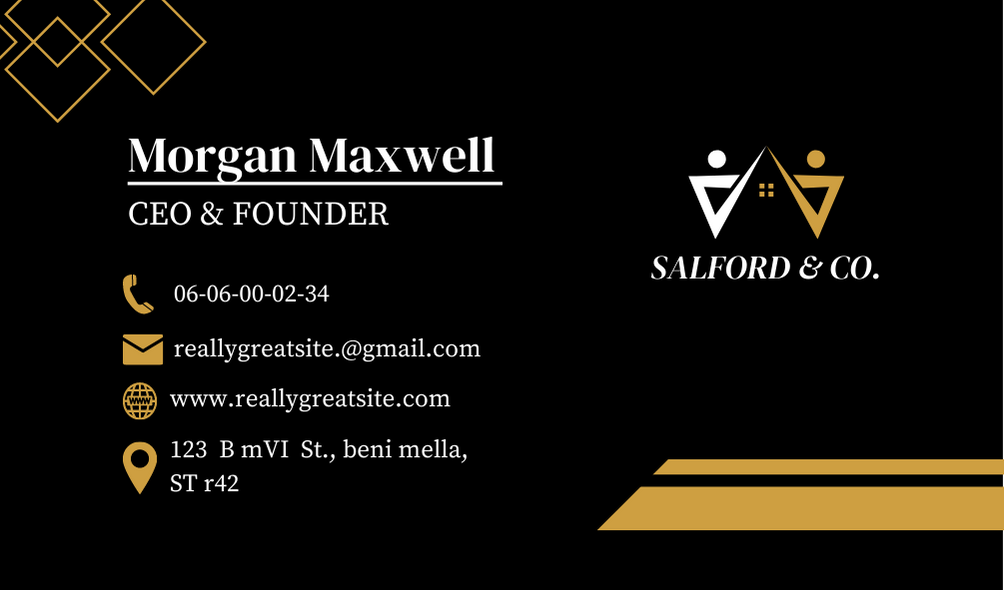 Morgan Maxwell
CEO & FOUNDER
06-06-00-02-34
reallygreatsite.@gmail.com
www.reallygreatsite.com
123 B mVI St., beni mella,
ST r42
SALFORD & CO.
WWW